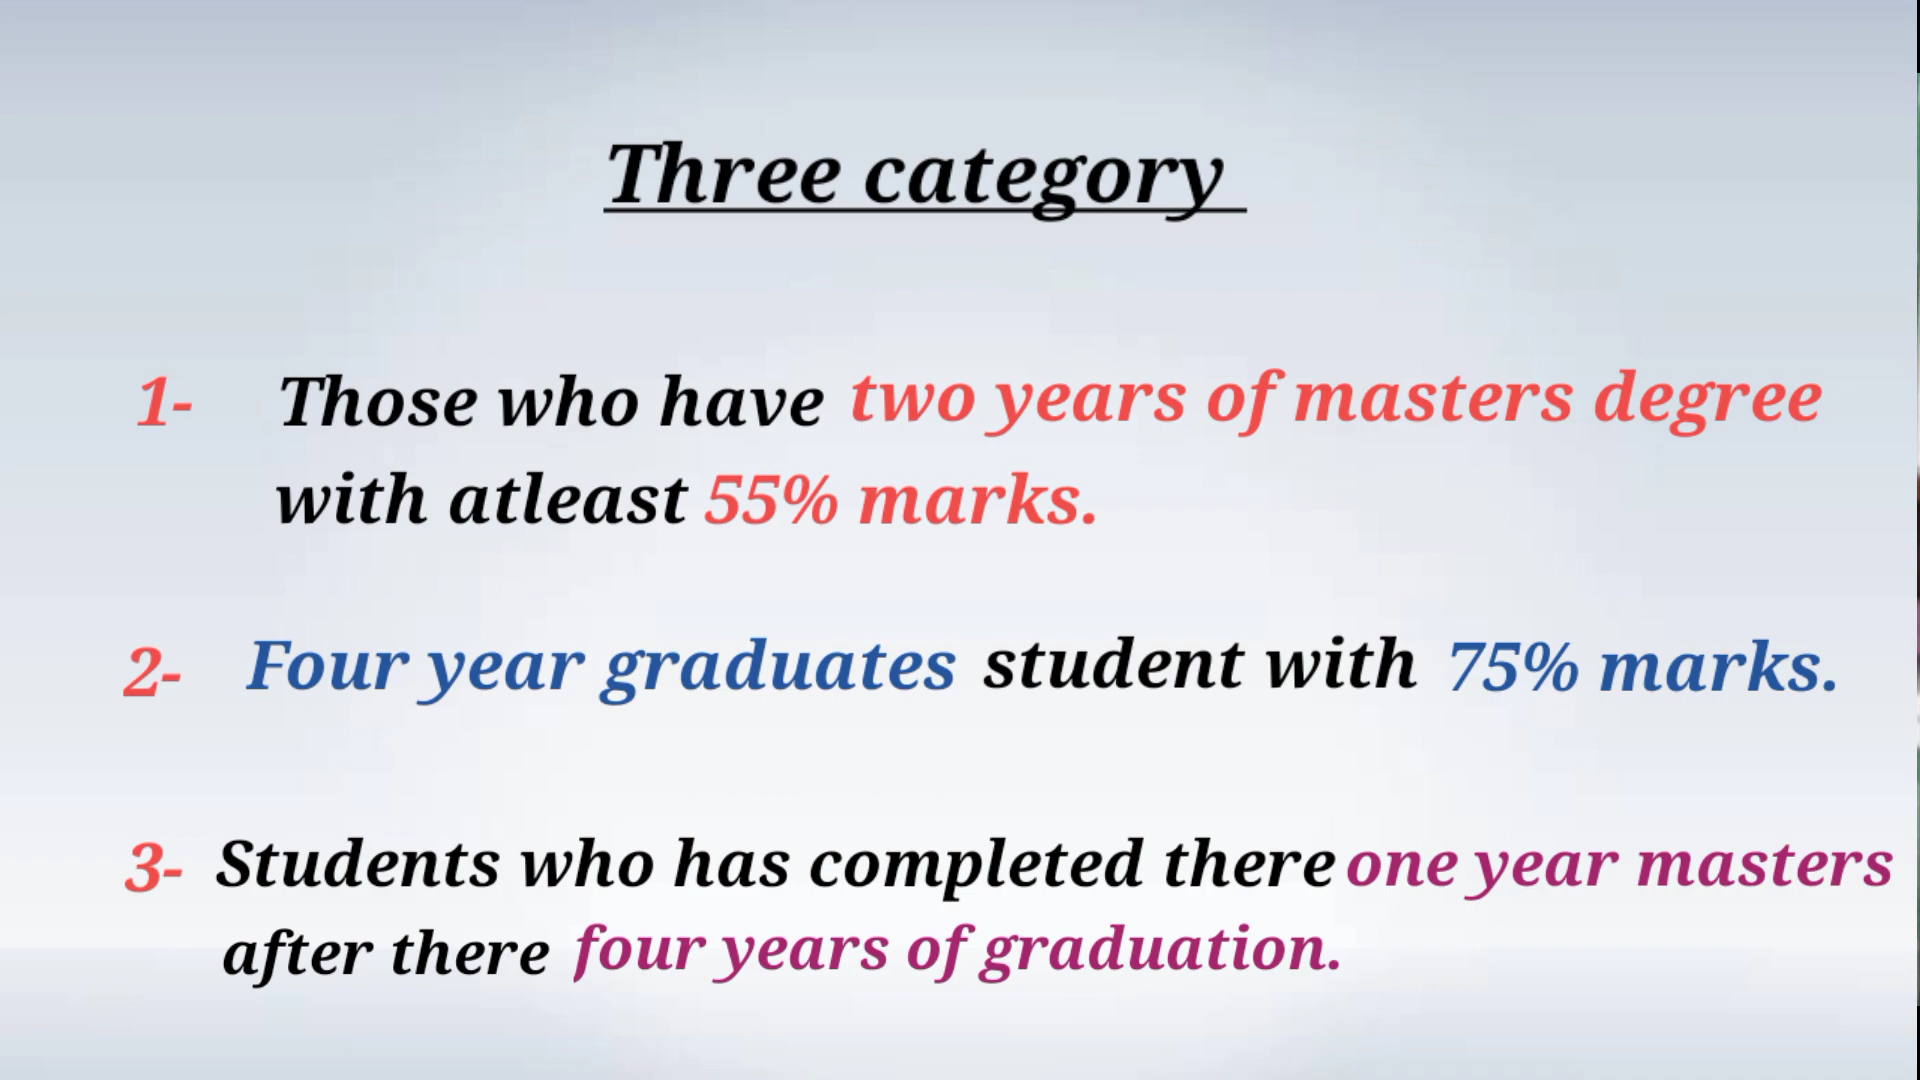 Three category
1- Those who have two years of masters degree
with atleast 55% marks.
2- Four year graduates student with 75% marks.
3- Students who has completed there one year masters
after there four years of graduation.